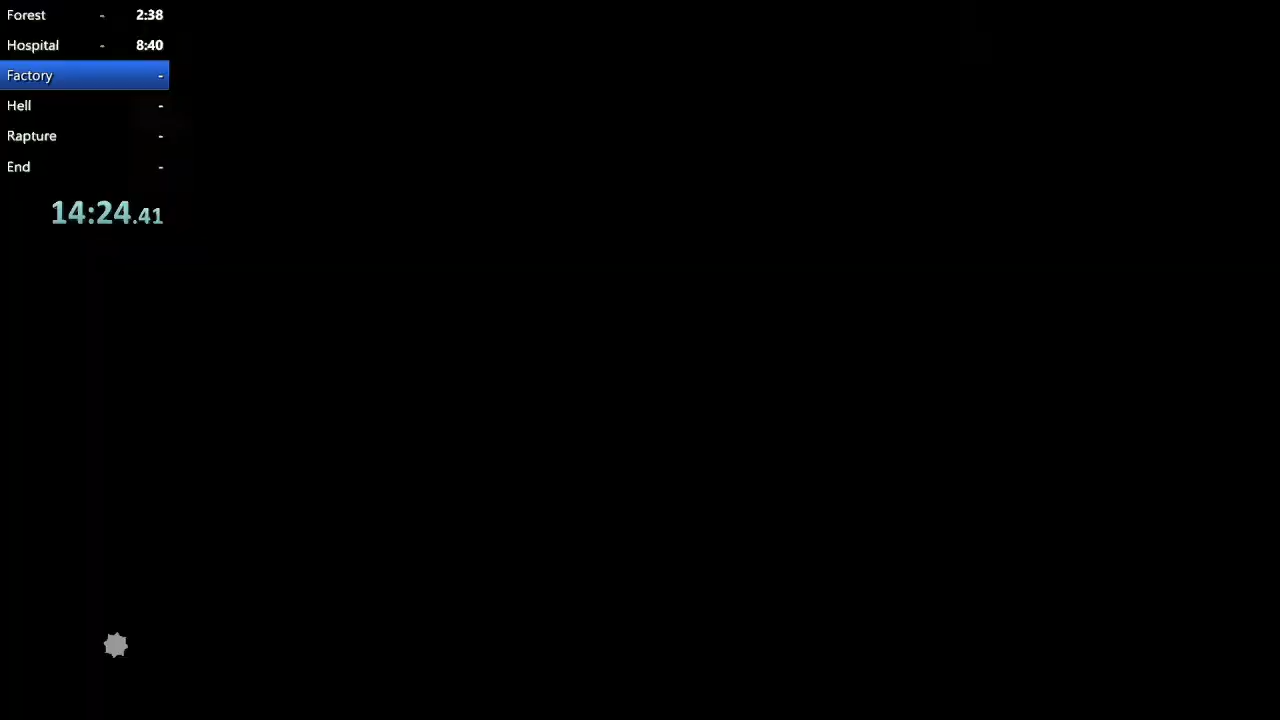 Forest - 2:38
Hospital - 8:40
Factory -
Hell -
Rapture -
End -
14:24.41